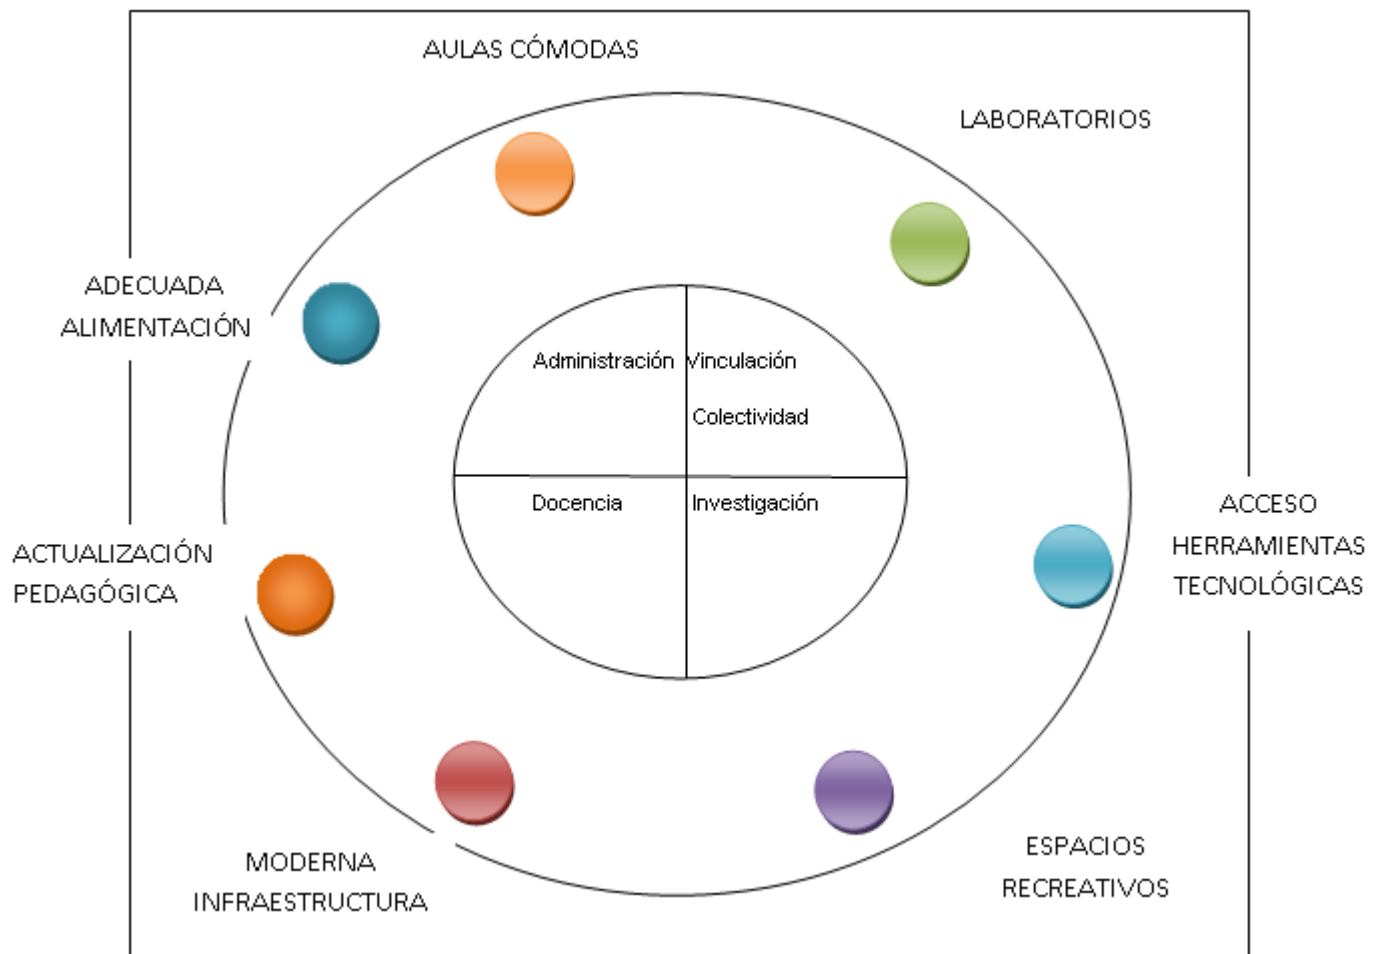 AULAS CÓMODAS
LABORATORIOS
ADECUADA
ALIMENTACIÓN
Administración
Vinculación
Colectividad
Docencia
Investigación
ACCESO
HERRAMIENTAS
TECNOLÓGICAS
ACTUALIZACIÓN
PEDAGÓGICA
MODERNA
INFRAESTRUCTURA
ESPACIOS
RECREATIVOS